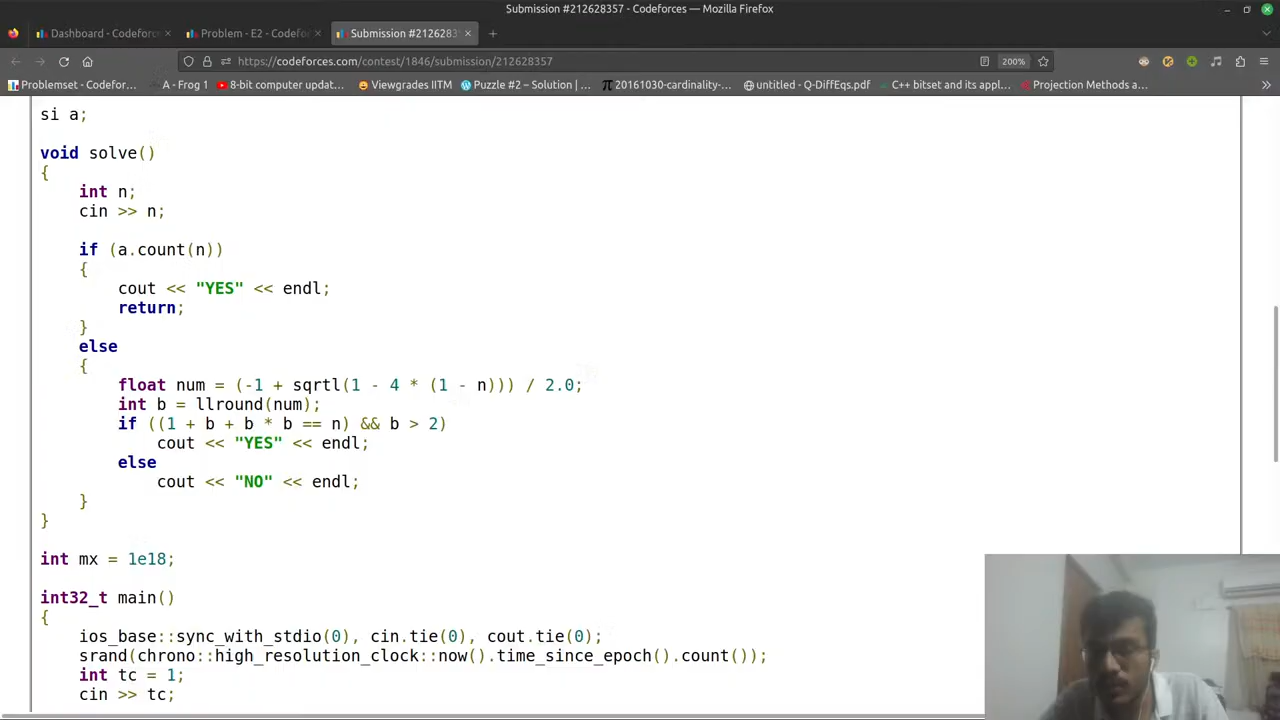 Submission #212628357 - Codeforces — Mozilla Firefox
Dashboard - Codeforc
Problem - E2 - Codefo
Submission #21262835
https://codeforces.com/contest/1846/submission/212628357
200%
Problemset - Codefor...
A - Frog 1
8-bit computer updat...
Viewgrades IITM
Puzzle #2 – Solution | ...
20161030-cardinality-...
untitled - Q-DiffEqs.pdf
C++ bitset and its appl...
Projection Methods a...
si a;
void solve()
{
int n;
cin >> n;
if (a.count(n))
{
cout << "YES" << endl;
return;
}
else
{
float num = (-1 + sqrtl(1 - 4 * (1 - n))) / 2.0;
int b = llround(num);
if ((1 + b + b * b == n) && b > 2)
cout << "YES" << endl;
else
cout << "NO" << endl;
}
}
int mx = 1e18;
int32_t main()
{
ios_base::sync_with_stdio(0), cin.tie(0), cout.tie(0);
srand(chrono::high_resolution_clock::now().time_since_epoch().count());
int tc = 1;
cin >> tc;